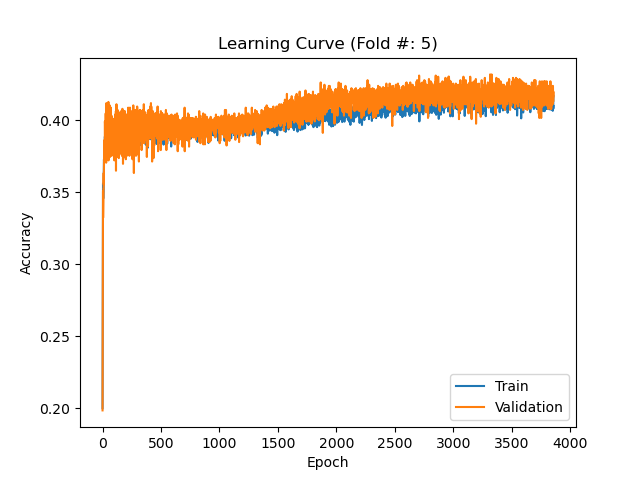 Learning Curve (Fold #: 5)
Accuracy
0.40
0.35
0.30
0.25
0.20
0 500 1000 1500 2000 2500 3000 3500 4000
Epoch
Train
Validation